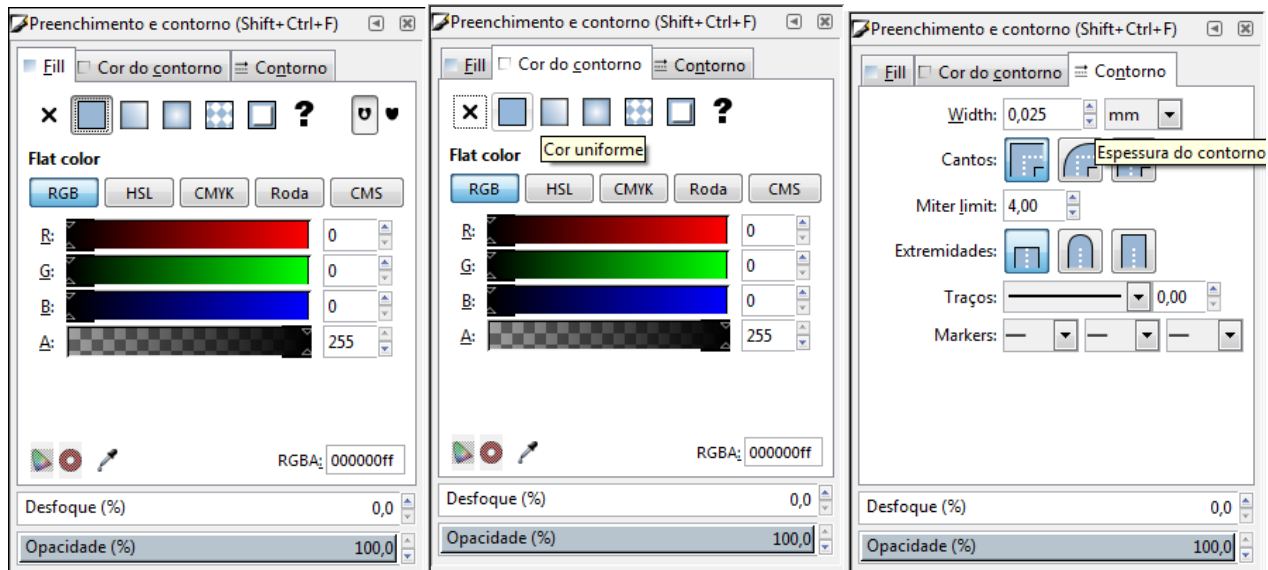 Preenchimento e contorno (Shift+Ctrl+F)
Fill Cor do contorno Contorno
?
Flat color
RGB HSL CMYK Roda CMS
R: 0
G: 0
B: 0
A: 255
RGBA: 000000ff
Desfoque (%) 0,0
Opacidade (%) 100,0
Preenchimento e contorno (Shift+Ctrl+F)
Fill Cor do contorno Contorno
?
Flat color Cor uniforme
RGB HSL CMYK Roda CMS
R: 0
G: 0
B: 0
A: 255
RGBA: 000000ff
Desfoque (%) 0,0
Opacidade (%) 100,0
Preenchimento e contorno (Shift+Ctrl+F)
Fill Cor do contorno Contorno
Width: 0,025 mm
Espessura do contorno
Cantos:
Miter limit: 4,00
Extremidades:
Traços: 0,00
Markers:
Desfoque (%) 0,0
Opacidade (%) 100,0